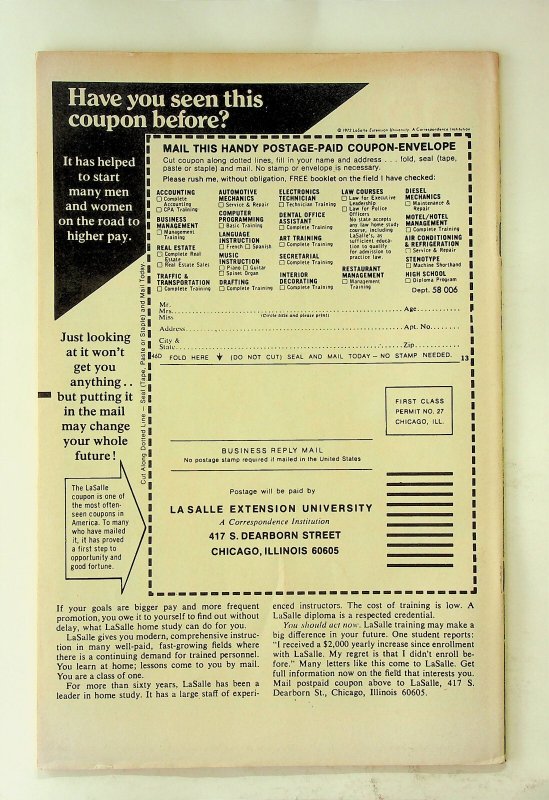 Have you seen this
coupon before?
It has helped
to start
many men
and women
on the road to
higher pay.
Just looking
at it won't
get you
anything . .
but putting it
in the mail
may change
your whole
future !
The LaSalle
coupon is one of
the most often-
seen coupons in
America. To many
who have mailed
it, it has proved
a first step to
opportunity and
good fortune.
Cut Along Dotted Line — Seal (Tape, Paste or Staple) and Mail Today.
© 1972 LaSalle Extension University, A Correspondence Institution
MAIL THIS HANDY POSTAGE-PAID COUPON-ENVELOPE
Cut coupon along dotted lines, fill in your name and address . . . fold, seal (tape,
paste or staple) and mail. No stamp or envelope is necessary.
Please rush me, without obligation, FREE booklet on the field I have checked:
ACCOUNTING
☐ Complete
Accounting
☐ CPA Training
BUSINESS
MANAGEMENT
☐ Management
Training
REAL ESTATE
☐ Complete Real
Estate
☐ Real Estate Sales
TRAFFIC &
TRANSPORTATION
☐ Complete Training
AUTOMOTIVE
MECHANICS
☐ Service & Repair
COMPUTER
PROGRAMMING
☐ Basic Training
LANGUAGE
INSTRUCTION
☐ French ☐ Spanish
MUSIC
INSTRUCTION
☐ Piano ☐ Guitar
☐ Spinet Organ
DRAFTING
☐ Complete Training
ELECTRONICS
TECHNICIAN
☐ Technician Training
DENTAL OFFICE
ASSISTANT
☐ Complete Training
ART TRAINING
☐ Complete Training
SECRETARIAL
☐ Complete Training
INTERIOR
DECORATING
☐ Complete Training
LAW COURSES
☐ Law for Executive
Leadership
☐ Law for Police
Officers
No state accepts
any law home study
course, including
LaSalle's, as
sufficient educa-
tion to qualify
for admission to
practice law.
RESTAURANT
MANAGEMENT
☐ Management
Training
DIESEL
MECHANICS
☐ Maintenance &
Repair
MOTEL/HOTEL
MANAGEMENT
☐ Complete Training
AIR CONDITIONING
& REFRIGERATION
☐ Service & Repair
STENOTYPE
☐ Machine Shorthand
HIGH SCHOOL
☐ Diploma Program
Dept. 58 006
Mr.
Mrs.
Miss
Age
(Circle title and please print)
Address Apt. No.
City &
State Zip
46D FOLD HERE (DO NOT CUT) SEAL AND MAIL TODAY – NO STAMP NEEDED. 13
FIRST CLASS
PERMIT NO. 27
CHICAGO, ILL.
BUSINESS REPLY MAIL
No postage stamp required if mailed in the United States
Postage will be paid by
LA SALLE EXTENSION UNIVERSITY
A Correspondence Institution
417 S. DEARBORN STREET
CHICAGO, ILLINOIS 60605
If your goals are bigger pay and more frequent
promotion, you owe it to yourself to find out without
delay, what LaSalle home study can do for you.
LaSalle gives you modern, comprehensive instruc-
tion in many well-paid, fast-growing fields where
there is a continuing demand for trained personnel.
You learn at home; lessons come to you by mail.
You are a class of one.
For more than sixty years, LaSalle has been a
leader in home study. It has a large staff of experi-
enced instructors. The cost of training is low. A
LaSalle diploma is a respected credential.
You should act now. LaSalle training may make a
big difference in your future. One student reports:
"I received a $2,000 yearly increase since enrollment
with LaSalle. My regret is that I didn't enroll be-
fore." Many letters like this come to LaSalle. Get
full information now on the field that interests you.
Mail postpaid coupon above to LaSalle, 417 S.
Dearborn St., Chicago, Illinois 60605.